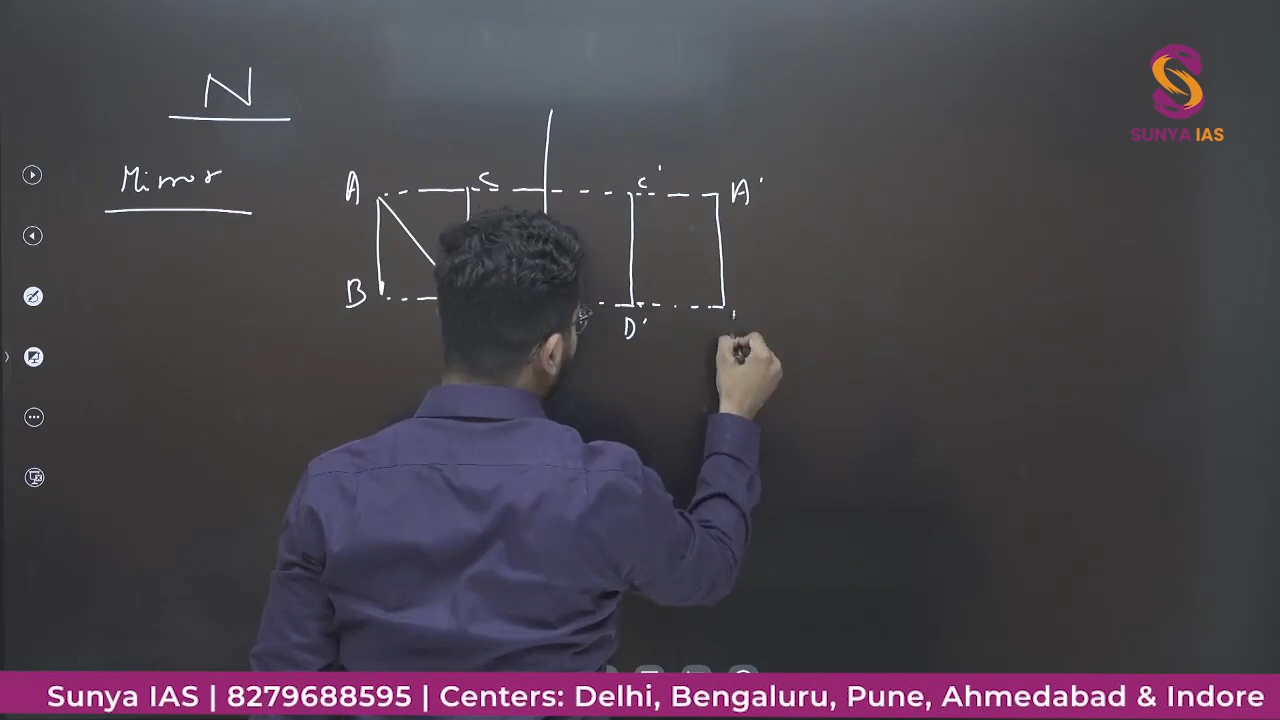 N
SUNYA IAS
Mirror
A C C' A'
B
D'
Sunya IAS | 8279688595 | Centers: Delhi, Bengaluru, Pune, Ahmedabad & Indore